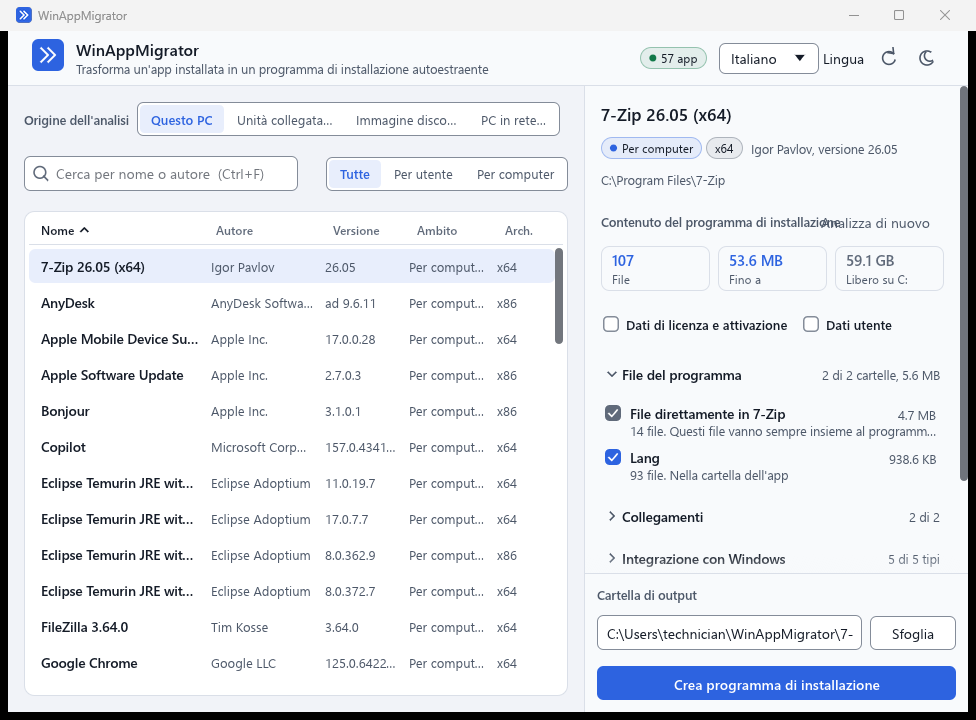 WinAppMigrator
WinAppMigrator
Trasforma un'app installata in un programma di installazione autoestraente
57 app
Italiano
Lingua
Origine dell'analisi
Questo PC
Unità collegata...
Immagine disco...
PC in rete...
Cerca per nome o autore (Ctrl+F)
Tutte
Per utente
Per computer
Nome Autore Versione Ambito Arch.
7-Zip 26.05 (x64) Igor Pavlov 26.05 Per comput... x64
AnyDesk AnyDesk Softwa... ad 9.6.11 Per comput... x86
Apple Mobile Device Su... Apple Inc. 17.0.0.28 Per comput... x64
Apple Software Update Apple Inc. 2.7.0.3 Per comput... x86
Bonjour Apple Inc. 3.1.0.1 Per comput... x86
Copilot Microsoft Corp... 157.0.4341... Per comput... x64
Eclipse Temurin JRE wit... Eclipse Adoptium 11.0.19.7 Per comput... x64
Eclipse Temurin JRE wit... Eclipse Adoptium 17.0.7.7 Per comput... x64
Eclipse Temurin JRE wit... Eclipse Adoptium 8.0.362.9 Per comput... x86
Eclipse Temurin JRE wit... Eclipse Adoptium 8.0.372.7 Per comput... x64
FileZilla 3.64.0 Tim Kosse 3.64.0 Per comput... x64
Google Chrome Google LLC 125.0.6422... Per comput... x64
7-Zip 26.05 (x64)
Per computer x64 Igor Pavlov, versione 26.05
C:\Program Files\7-Zip
Contenuto del programma di installazione Analizza di nuovo
107
File
53.6 MB
Fino a
59.1 GB
Libero su C:
Dati di licenza e attivazione
Dati utente
File del programma 2 di 2 cartelle, 5.6 MB
File direttamente in 7-Zip 4.7 MB
14 file. Questi file vanno sempre insieme al programm...
Lang 938.6 KB
93 file. Nella cartella dell'app
Collegamenti 2 di 2
Integrazione con Windows 5 di 5 tipi
Cartella di output
C:\Users\technician\WinAppMigrator\7-
Sfoglia
Crea programma di installazione